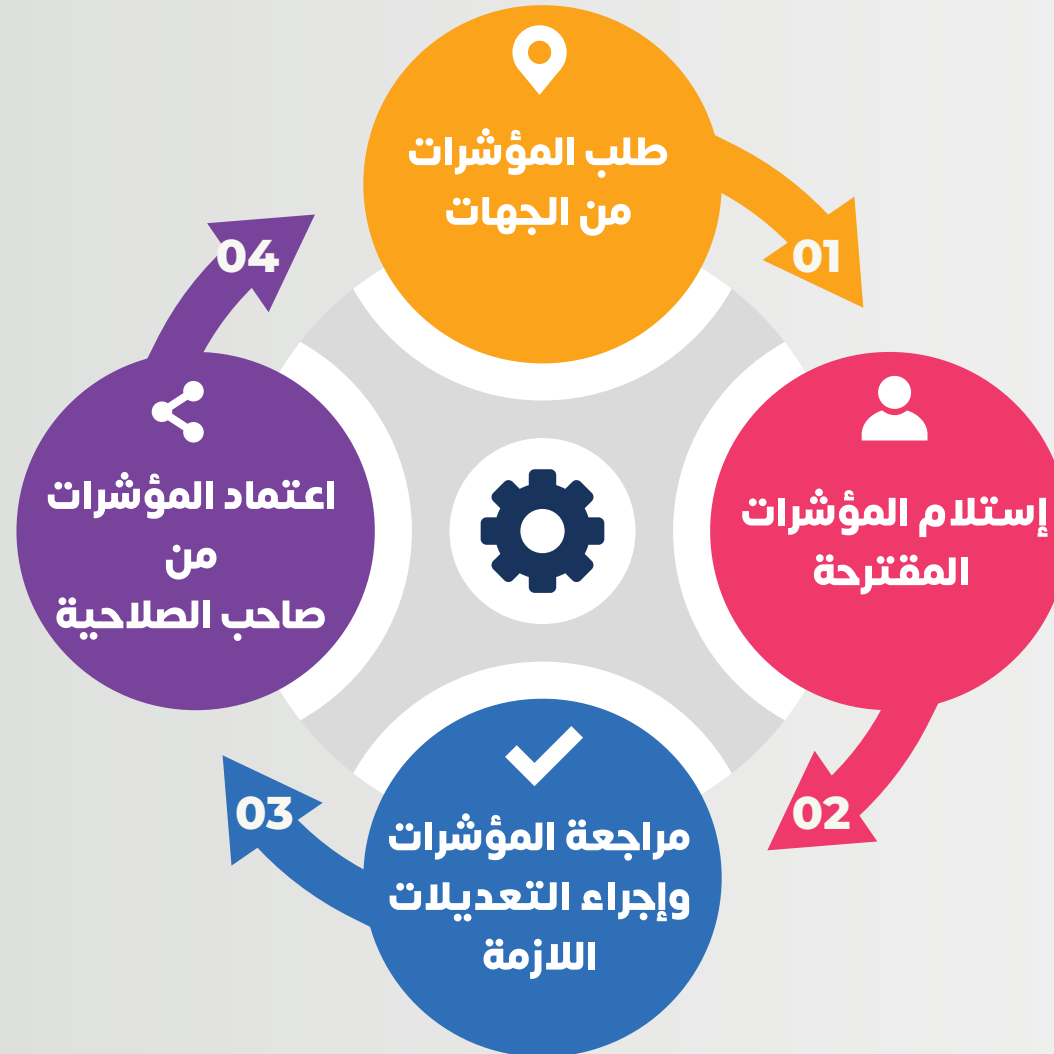 طلب المؤشرات
من الجهات
01
إستلام المؤشرات
المقترحة
02
مراجعة المؤشرات
وإجراء التعديلات
اللازمة
03
اعتماد المؤشرات
من
صاحب الصلاحية
04